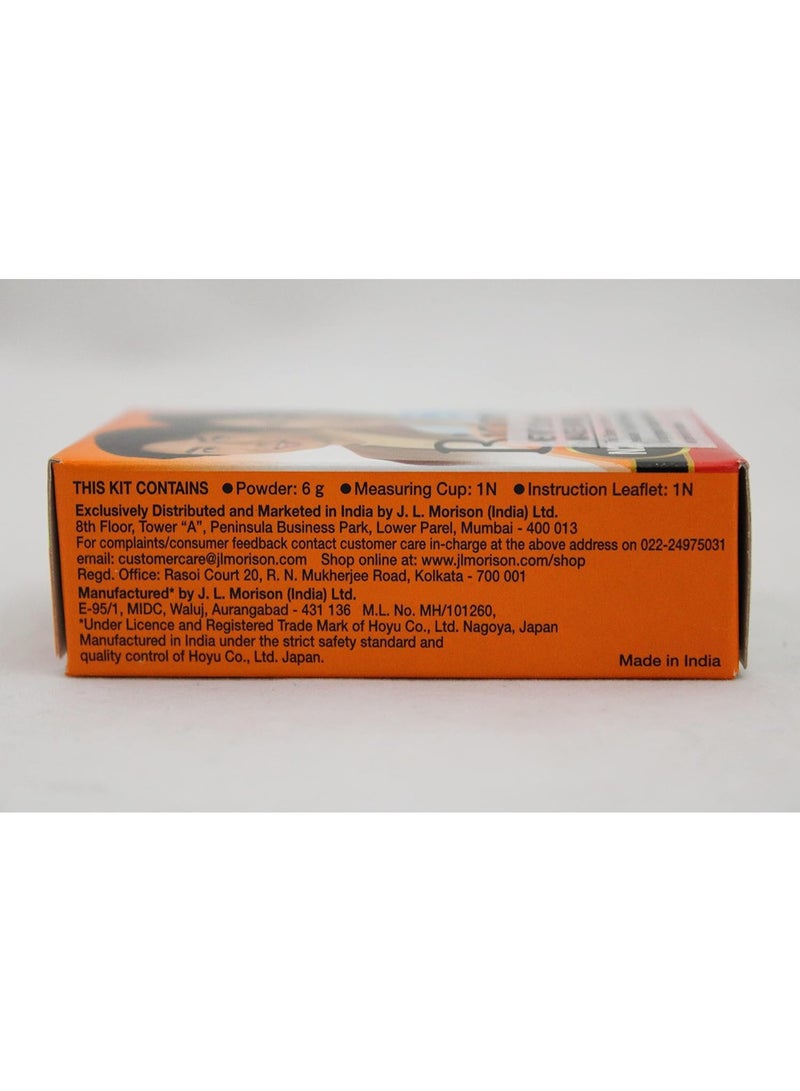 THIS KIT CONTAINS ●Powder: 6 g ●Measuring Cup: 1N ●Instruction Leaflet: 1N
Exclusively Distributed and Marketed in India by J. L. Morison (India) Ltd.
8th Floor, Tower “A”, Peninsula Business Park, Lower Parel, Mumbai - 400 013
For complaints/consumer feedback contact customer care in-charge at the above address on 022-24975031
email: customercare@jlmorison.com Shop online at: www.jlmorison.com/shop
Regd. Office: Rasoi Court 20, R. N. Mukherjee Road, Kolkata - 700 001
Manufactured* by J. L. Morison (India) Ltd.
E-95/1, MIDC, Waluj, Aurangabad - 431 136 M.L. No. MH/101260,
*Under Licence and Registered Trade Mark of Hoyu Co., Ltd. Nagoya, Japan
Manufactured in India under the strict safety standard and
quality control of Hoyu Co., Ltd. Japan.
Made in India